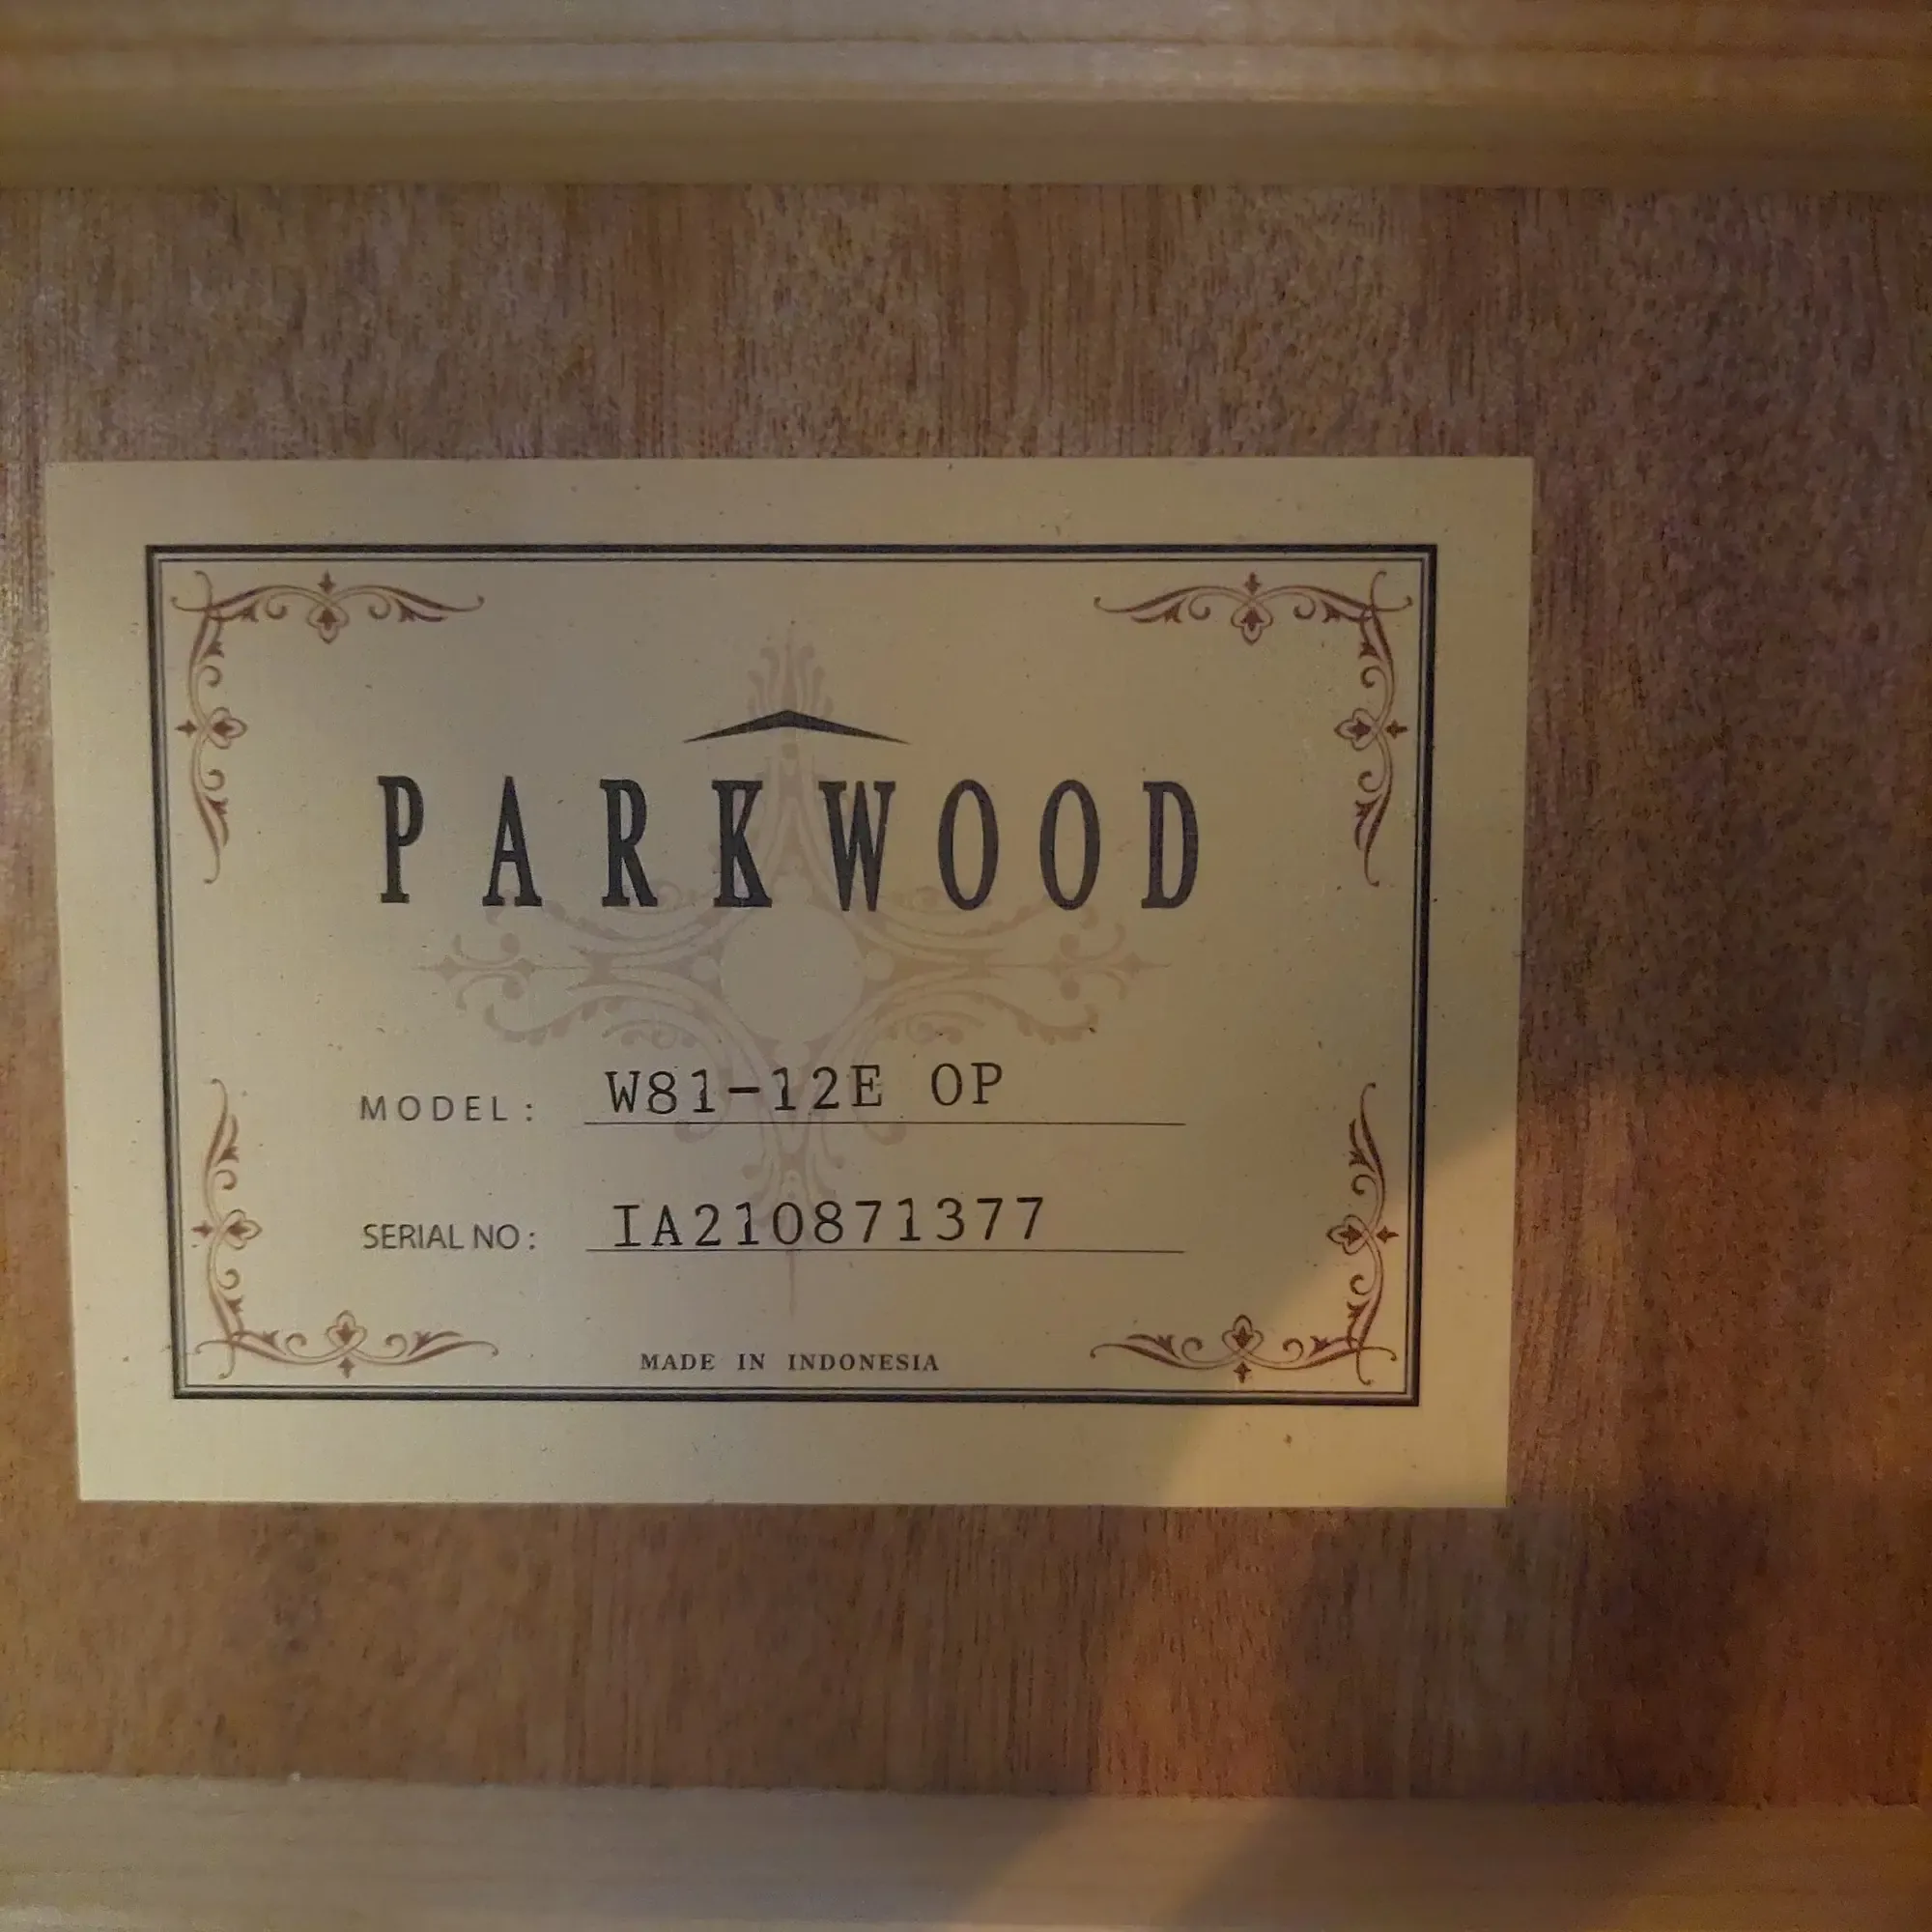 PARKWOOD
MODEL: W81-12E OP
SERIAL NO: IA210871377
MADE IN INDONESIA